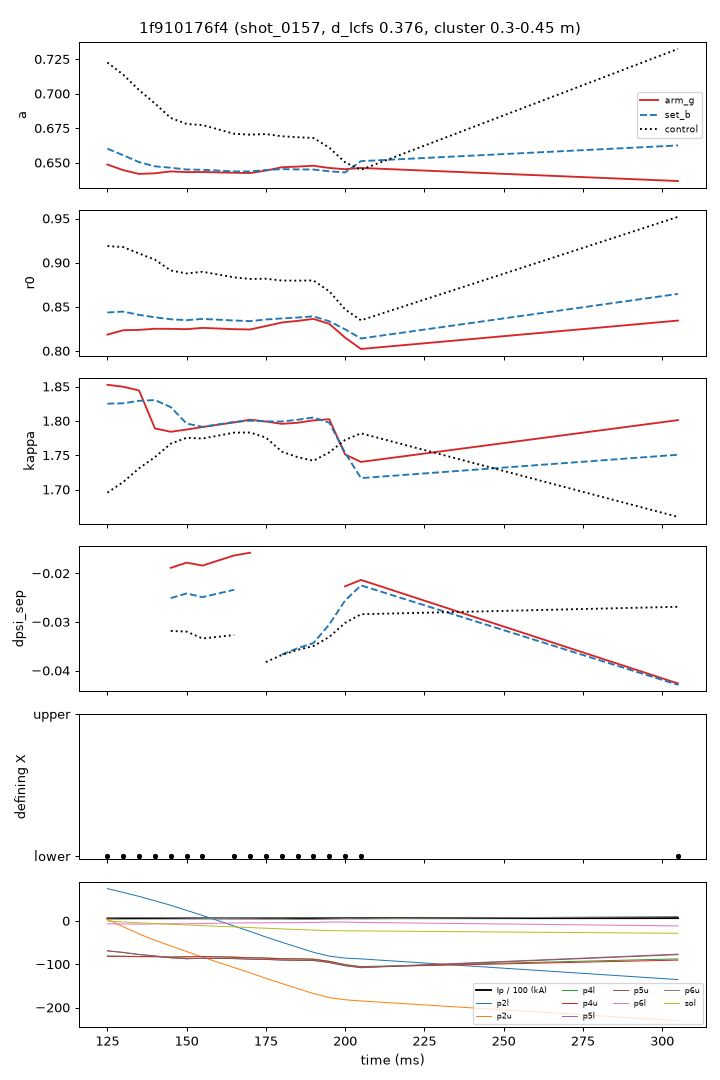 1f910176f4 (shot_0157, d_lcfs 0.376, cluster 0.3-0.45 m)
0.725
0.700
0.675
0.650
a
arm_g
set_b
control
0.95
0.90
0.85
0.80
r0
1.85
1.80
1.75
1.70
kappa
−0.02
−0.03
−0.04
dpsi_sep
upper
lower
defining X
0
−100
−200
Ip / 100 (kA)
p2l
p2u
p4l
p4u
p5l
p5u
p6l
p6u
sol
125 150 175 200 225 250 275 300
time (ms)